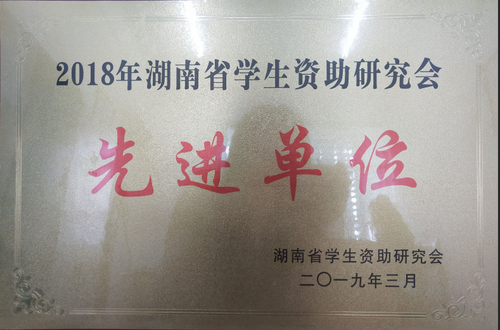 2018年湖南省学生资助研究会
先进单位
湖南省学生资助研究会
二〇一九年三月